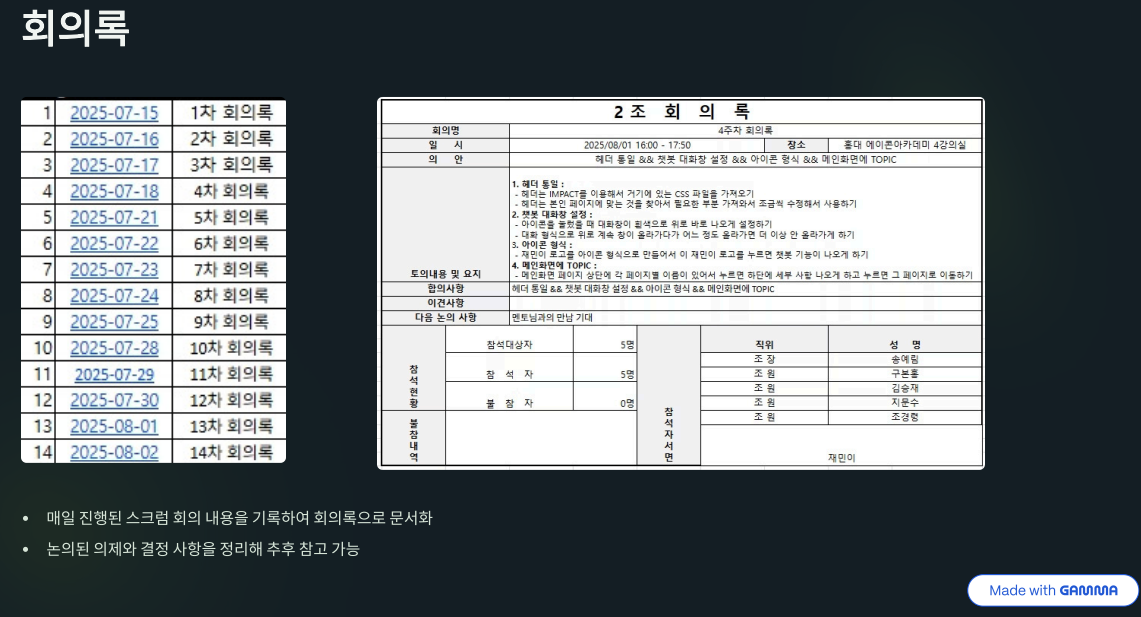 회의록
1 2025-07-15 1차 회의록
2 2025-07-16 2차 회의록
3 2025-07-17 3차 회의록
4 2025-07-18 4차 회의록
5 2025-07-21 5차 회의록
6 2025-07-22 6차 회의록
7 2025-07-23 7차 회의록
8 2025-07-24 8차 회의록
9 2025-07-25 9차 회의록
10 2025-07-28 10차 회의록
11 2025-07-29 11차 회의록
12 2025-07-30 12차 회의록
13 2025-08-01 13차 회의록
14 2025-08-02 14차 회의록
2조 회 의 록
회의명 4주차 회의록
일 시 2025/08/01 16:00 - 17:50 장소 홍대 에이콘아카데미 4강의실
의 안 헤더 통일 && 챗봇 대화창 설정 && 아이콘 형식 && 메인화면에 TOPIC
토의내용 및 요지
1. 헤더 통일 :
- 헤더는 IMPACT를 이용해서 거기에 있는 CSS 파일을 가져오기
- 헤더는 본인 페이지에 맞는 것을 찾아서 필요한 부분 가져와서 조금씩 수정해서 사용하기
2. 챗봇 대화창 설정 :
- 아이콘을 눌렀을 때 대화창이 흰색으로 위로 바로 나오게 설정하기
- 대화 형식으로 위로 계속 창이 올라가다가 어느 정도 올라가면 더 이상 안 올라가게 하기
3. 아이콘 형식 :
- 재민이 로고를 아이콘 형식으로 만들어서 이 재민이 로고를 누르면 챗봇 기능이 나오게 하기
4. 메인화면에 TOPIC :
- 메인화면 페이지 상단에 각 페이지별 이름이 있어서 누르면 하단에 세부 사항 나오게 하고 누르면 그 페이지로 이동하기
합의사항 헤더 통일 && 챗봇 대화창 설정 && 아이콘 형식 && 메인화면에 TOPIC
이견사항
다음 논의 사항 멘토님과의 만남 기대
참석현황
참석대상자 5명
참 석 자 5명
불 참 자 0명
불참내역
참석자서면
직위 성 명
조 장 송예림
조 원 구본홍
조 원 김승재
조 원 지문수
조 원 조경령
재민이
• 매일 진행된 스크럼 회의 내용을 기록하여 회의록으로 문서화
• 논의된 의제와 결정 사항을 정리해 추후 참고 가능
Made with GAMMA